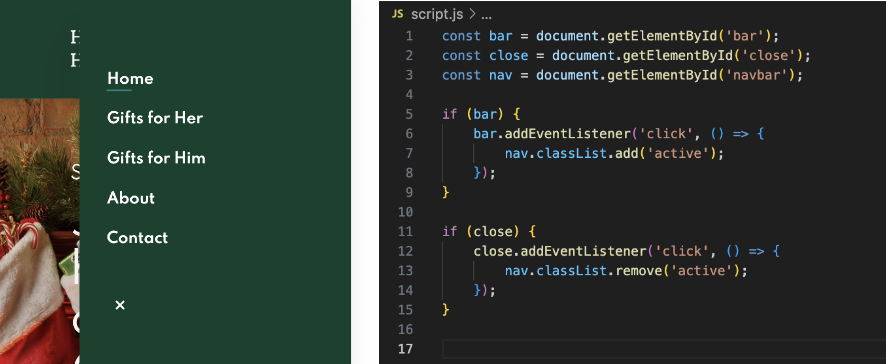 H
H
Home
Gifts for Her
Gifts for Him
About
Contact
×
S
JS script.js > ...
1 const bar = document.getElementById('bar');
2 const close = document.getElementById('close');
3 const nav = document.getElementById('navbar');
4
5 if (bar) {
6 bar.addEventListener('click', () => {
7 nav.classList.add('active');
8 });
9 }
10
11 if (close) {
12 close.addEventListener('click', () => {
13 nav.classList.remove('active');
14 });
15 }
16
17